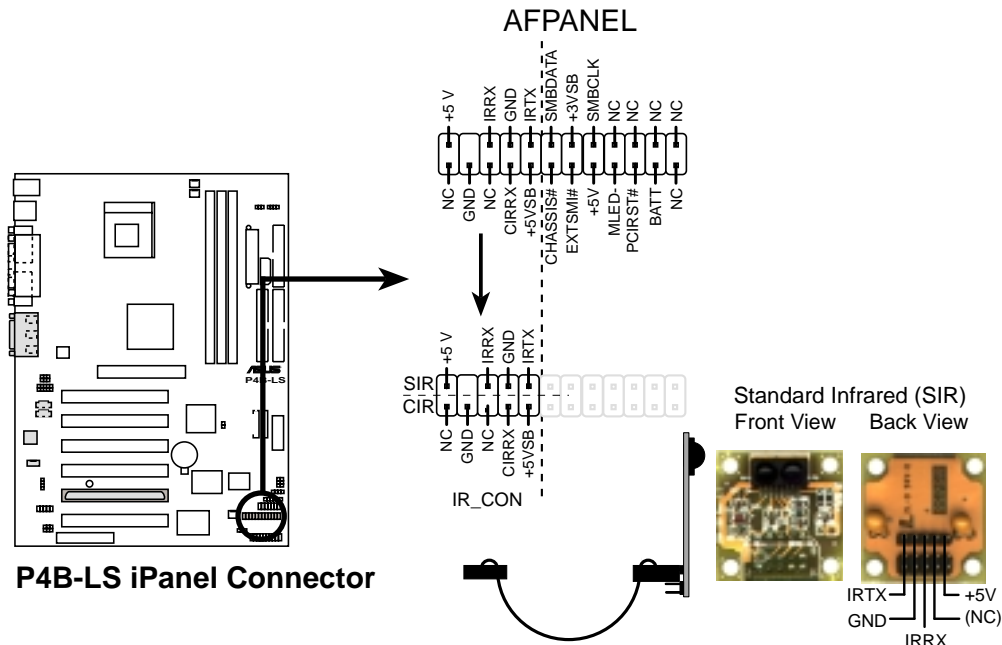 AFPANEL
+5 V
IRRX
GND
IRTX
SMBDATA
+3VSB
SMBCLK
NC
NC
NC
NC
NC
GND
NC
CIRRX
+5VSB
CHASSIS#
EXTSMI#
+5V
MLED-
PCIRST#
BATT
NC
ASUS
P4B-LS
+5 V
IRRX
GND
IRTX
SIR
CIR
NC
GND
NC
CIRRX
+5VSB
IR_CON
P4B-LS iPanel Connector
Standard Infrared (SIR)
Front View Back View
IRTX
+5V
GND
(NC)
IRRX